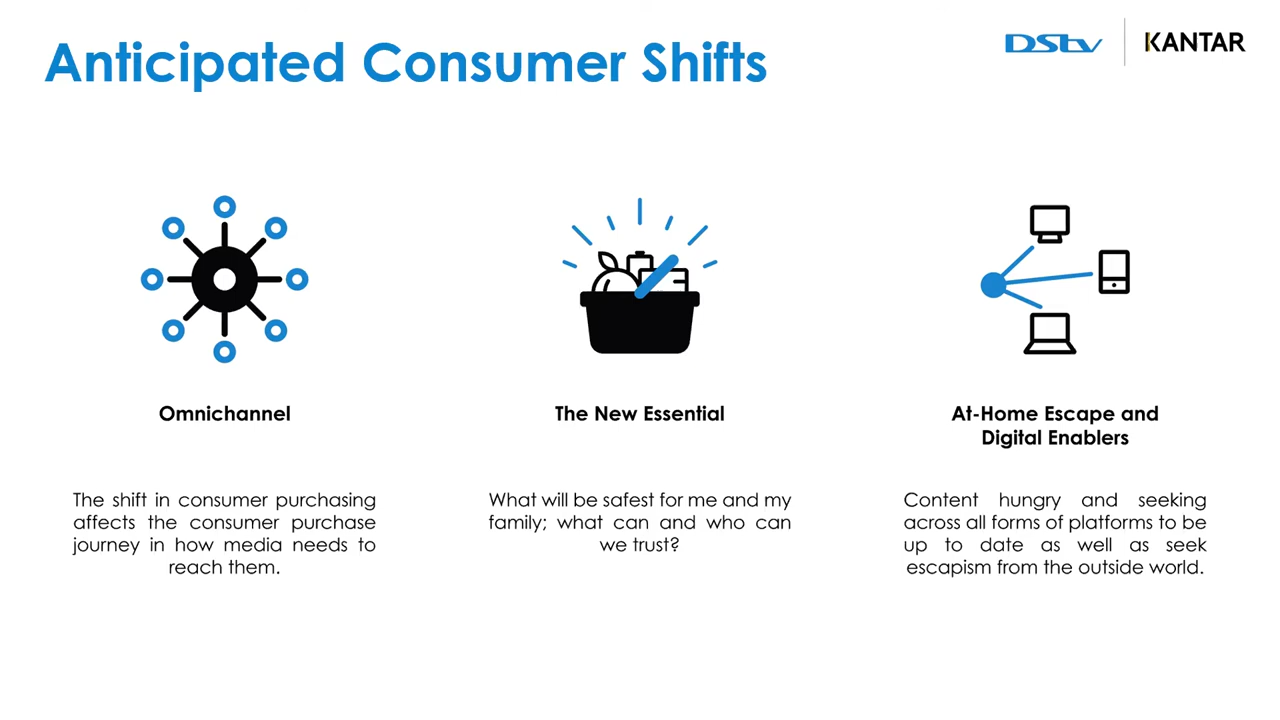 Anticipated Consumer Shifts
DStv
KANTAR
Omnichannel
The shift in consumer purchasing
affects the consumer purchase
journey in how media needs to
reach them.
The New Essential
What will be safest for me and my
family; what can and who can
we trust?
At-Home Escape and
Digital Enablers
Content hungry and seeking
across all forms of platforms to be
up to date as well as seek
escapism from the outside world.